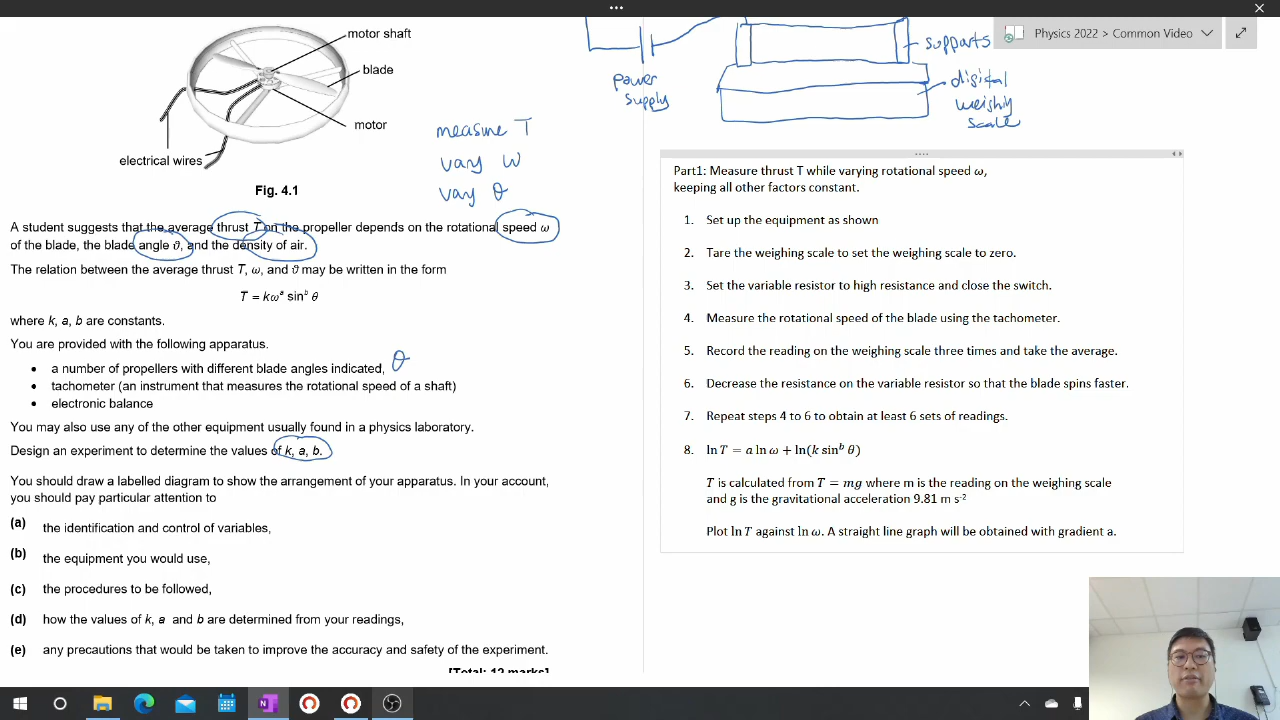 Physics 2022 > Common Video
motor shaft
blade
motor
electrical wires
Fig. 4.1
measure T
vary ω
vary θ
power supply
supports
digital weighing scale
A student suggests that the average thrust T on the propeller depends on the rotational speed ω
of the blade, the blade angle ϑ, and the density of air.
The relation between the average thrust T, ω, and ϑ may be written in the form
T = kωᵃ sinᵇ θ
where k, a, b are constants.
You are provided with the following apparatus.
• a number of propellers with different blade angles indicated, θ
• tachometer (an instrument that measures the rotational speed of a shaft)
• electronic balance
You may also use any of the other equipment usually found in a physics laboratory.
Design an experiment to determine the values of k, a, b.
You should draw a labelled diagram to show the arrangement of your apparatus. In your account,
you should pay particular attention to
(a) the identification and control of variables,
(b) the equipment you would use,
(c) the procedures to be followed,
(d) how the values of k, a and b are determined from your readings,
(e) any precautions that would be taken to improve the accuracy and safety of the experiment.
[Total: 12 marks]
Part1: Measure thrust T while varying rotational speed ω,
keeping all other factors constant.
1. Set up the equipment as shown
2. Tare the weighing scale to set the weighing scale to zero.
3. Set the variable resistor to high resistance and close the switch.
4. Measure the rotational speed of the blade using the tachometer.
5. Record the reading on the weighing scale three times and take the average.
6. Decrease the resistance on the variable resistor so that the blade spins faster.
7. Repeat steps 4 to 6 to obtain at least 6 sets of readings.
8. ln T = a ln ω + ln(k sinᵇ θ)
T is calculated from T = mg where m is the reading on the weighing scale
and g is the gravitational acceleration 9.81 m s⁻²
Plot ln T against ln ω. A straight line graph will be obtained with gradient a.